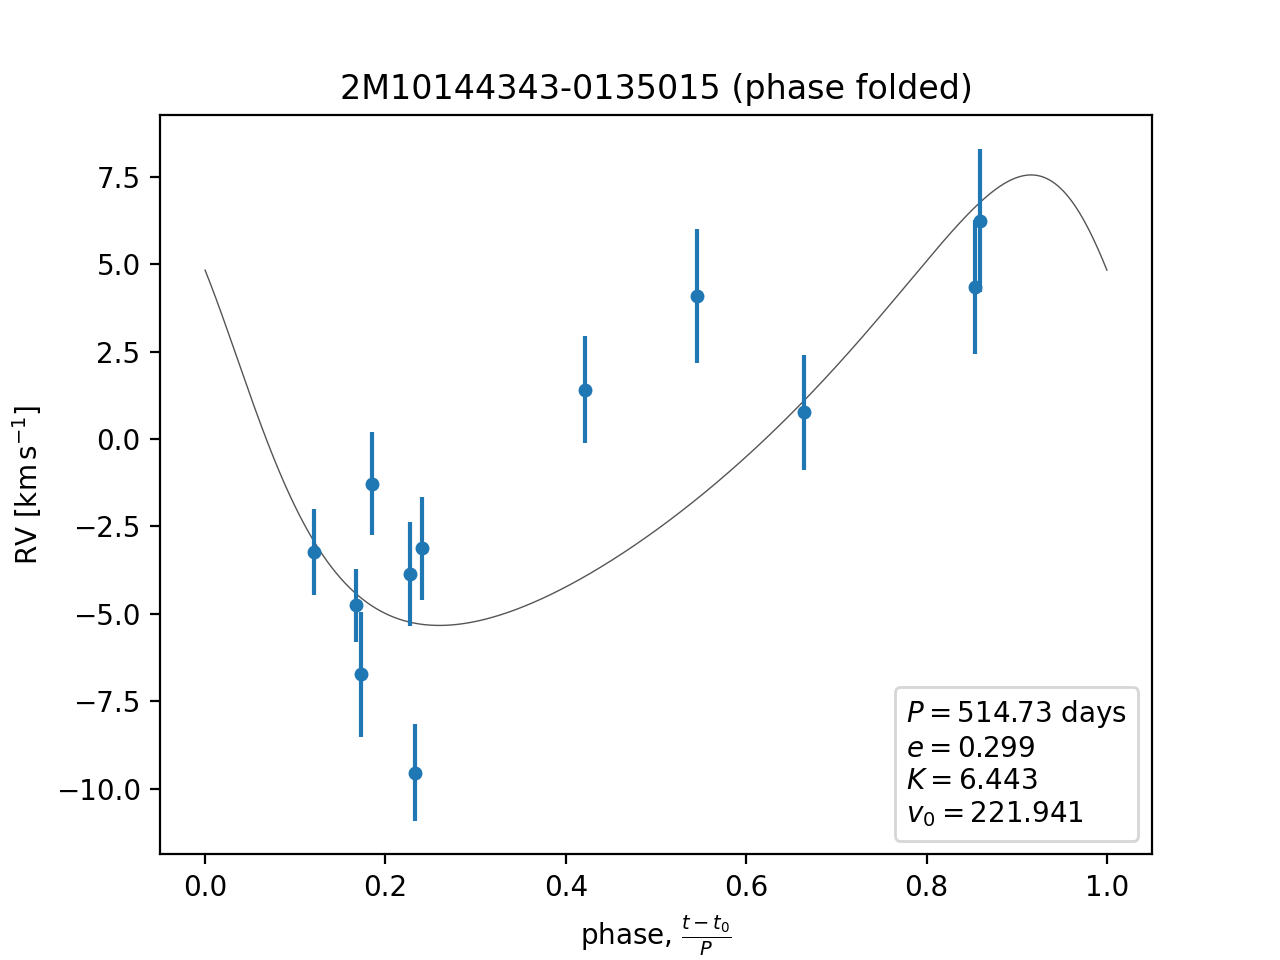 2M10144343-0135015 (phase folded)
7.5
5.0
2.5
0.0
−2.5
−5.0
−7.5
−10.0
RV [km s⁻¹]
P = 514.73 days
e = 0.299
K = 6.443
v₀ = 221.941
0.0 0.2 0.4 0.6 0.8 1.0
phase, (t − t₀)/P